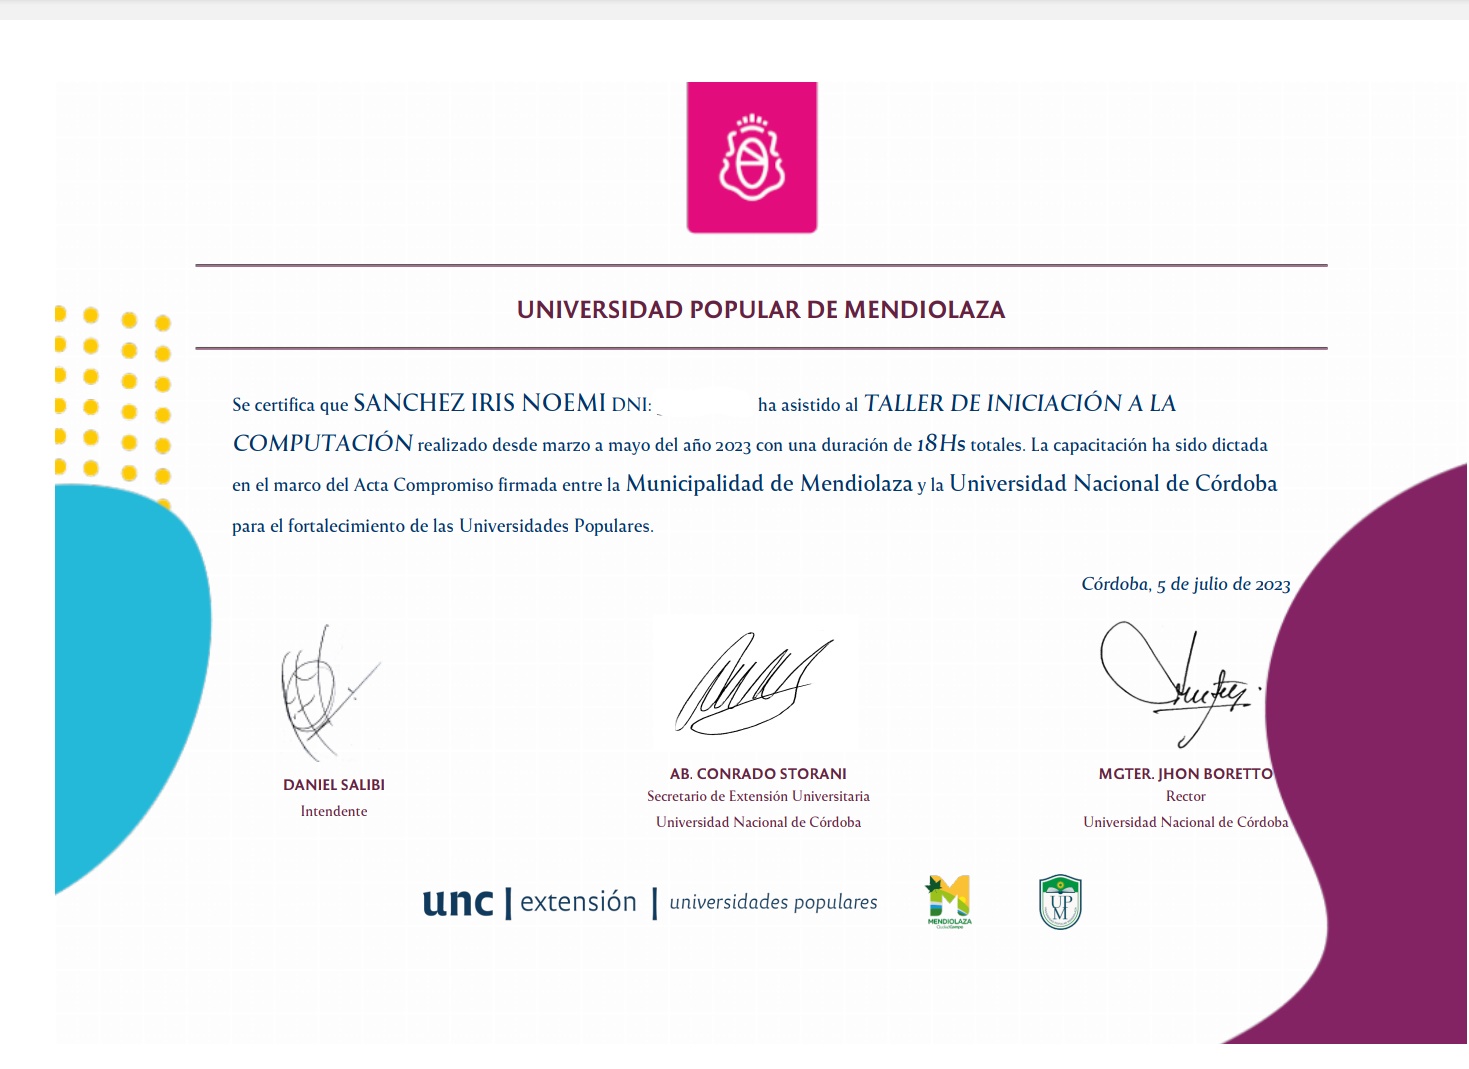 UNIVERSIDAD POPULAR DE MENDIOLAZA
Se certifica que SANCHEZ IRIS NOEMI DNI: ha asistido al TALLER DE INICIACIÓN A LA
COMPUTACIÓN realizado desde marzo a mayo del año 2023 con una duración de 18Hs totales. La capacitación ha sido dictada
en el marco del Acta Compromiso firmada entre la Municipalidad de Mendiolaza y la Universidad Nacional de Córdoba
para el fortalecimiento de las Universidades Populares.
Córdoba, 5 de julio de 2023
DANIEL SALIBI
Intendente
AB. CONRADO STORANI
Secretario de Extensión Universitaria
Universidad Nacional de Córdoba
MGTER. JHON BORETTO
Rector
Universidad Nacional de Córdoba
unc | extensión | universidades populares
MENDIOLAZA
UPM